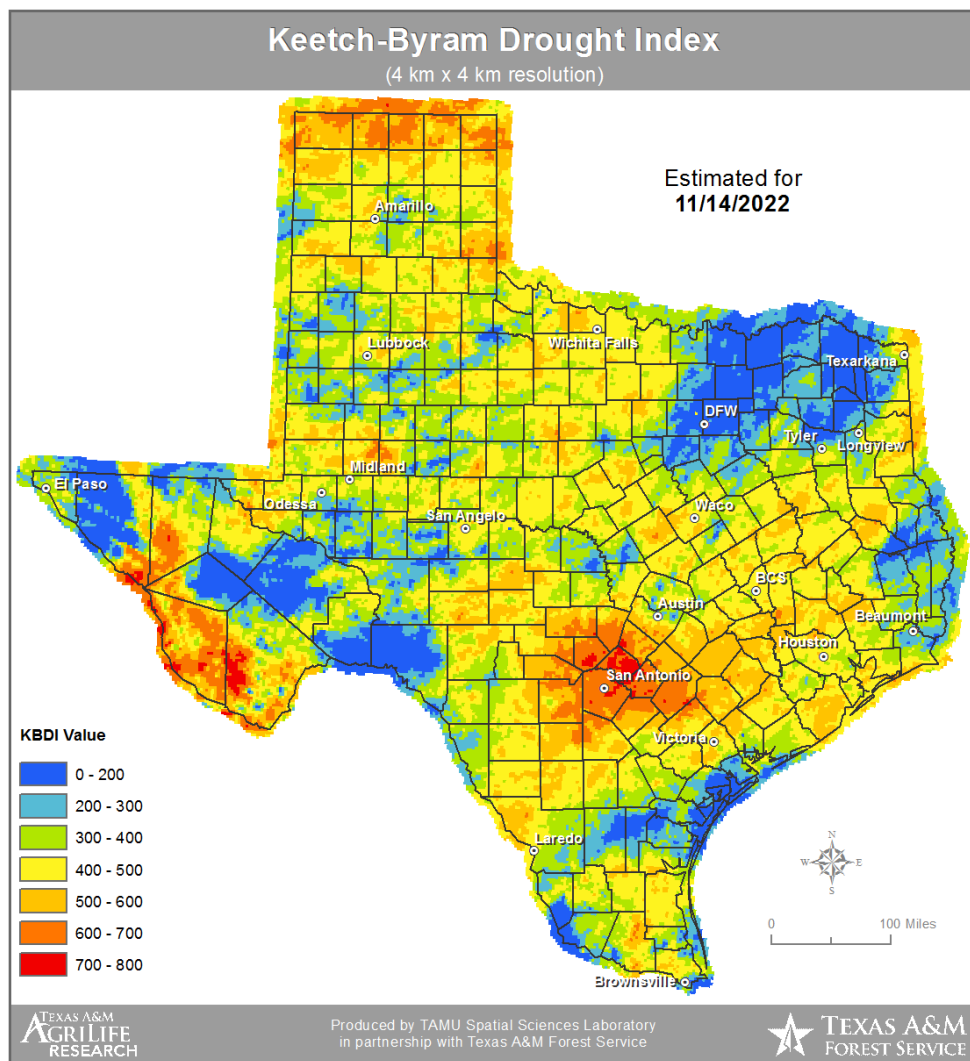 Keetch-Byram Drought Index
(4 km x 4 km resolution)
Estimated for
11/14/2022
Amarillo
Lubbock
Wichita Falls
Texarkana
DFW
Tyler
Longview
El Paso
Midland
Odessa
San Angelo
Waco
BCS
Austin
Beaumont
Houston
San Antonio
Victoria
Laredo
Brownsville
KBDI Value
0 - 200
200 - 300
300 - 400
400 - 500
500 - 600
600 - 700
700 - 800
N
W E
S
0 100 Miles
TEXAS A&M
AGRILIFE
RESEARCH
Produced by TAMU Spatial Sciences Laboratory
in partnership with Texas A&M Forest Service
TEXAS A&M
FOREST SERVICE